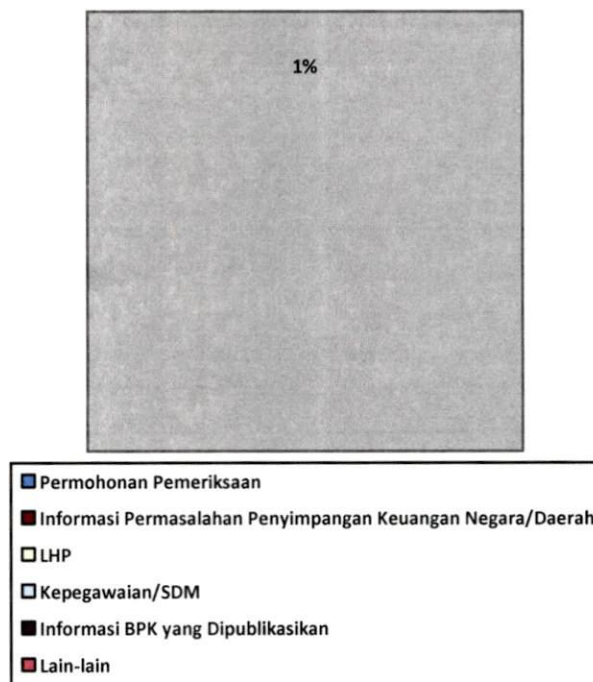 1%
Permohonan Pemeriksaan
Informasi Permasalahan Penyimpangan Keuangan Negara/Daerah
LHP
Kepegawaian/SDM
Informasi BPK yang Dipublikasikan
Lain-lain